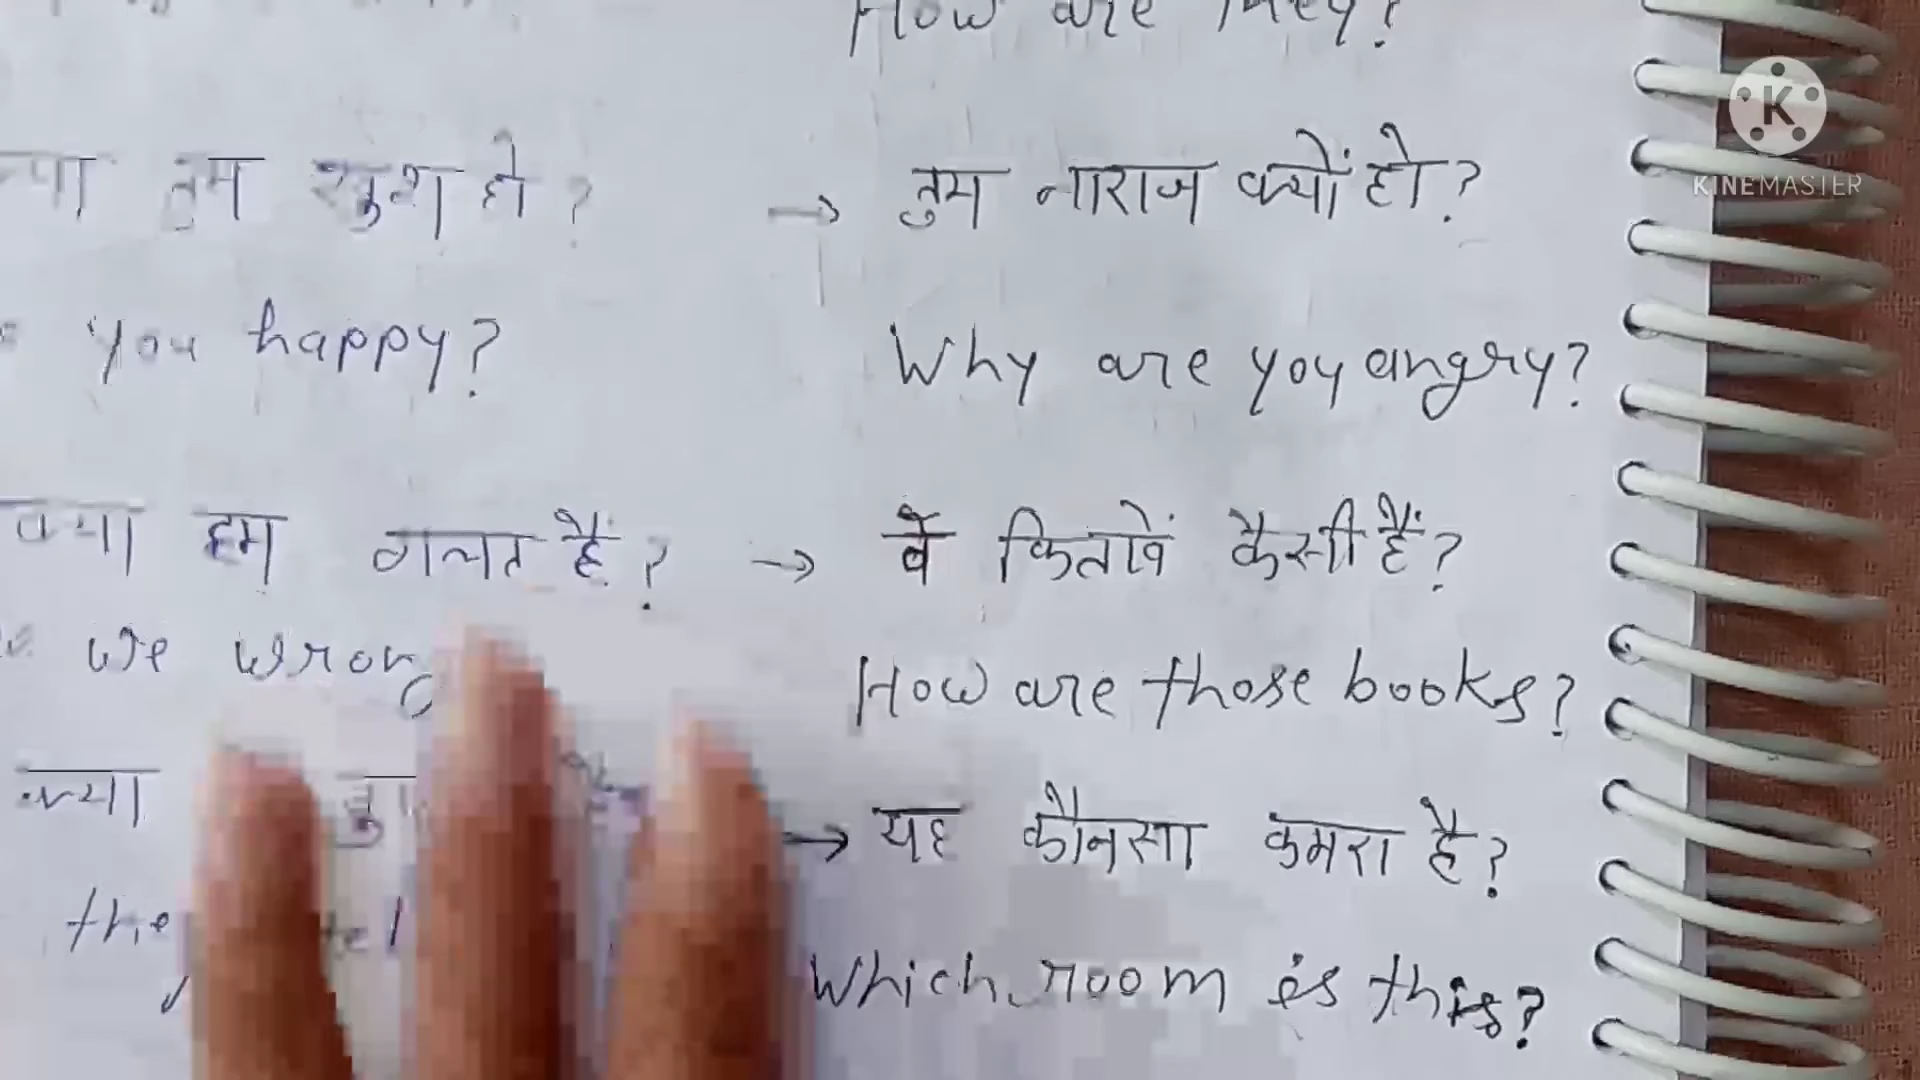 How are they?
तुम खुश हो ?
→ तुम नाराज क्यों हो ?
you happy?
Why are you angry?
क्या हम गलत हैं ?
→ वे किताबें कैसी हैं ?
we wrong
How are those books?
क्या
→ यह कौनसा कमरा है ?
Which room is this?
KINEMASTER